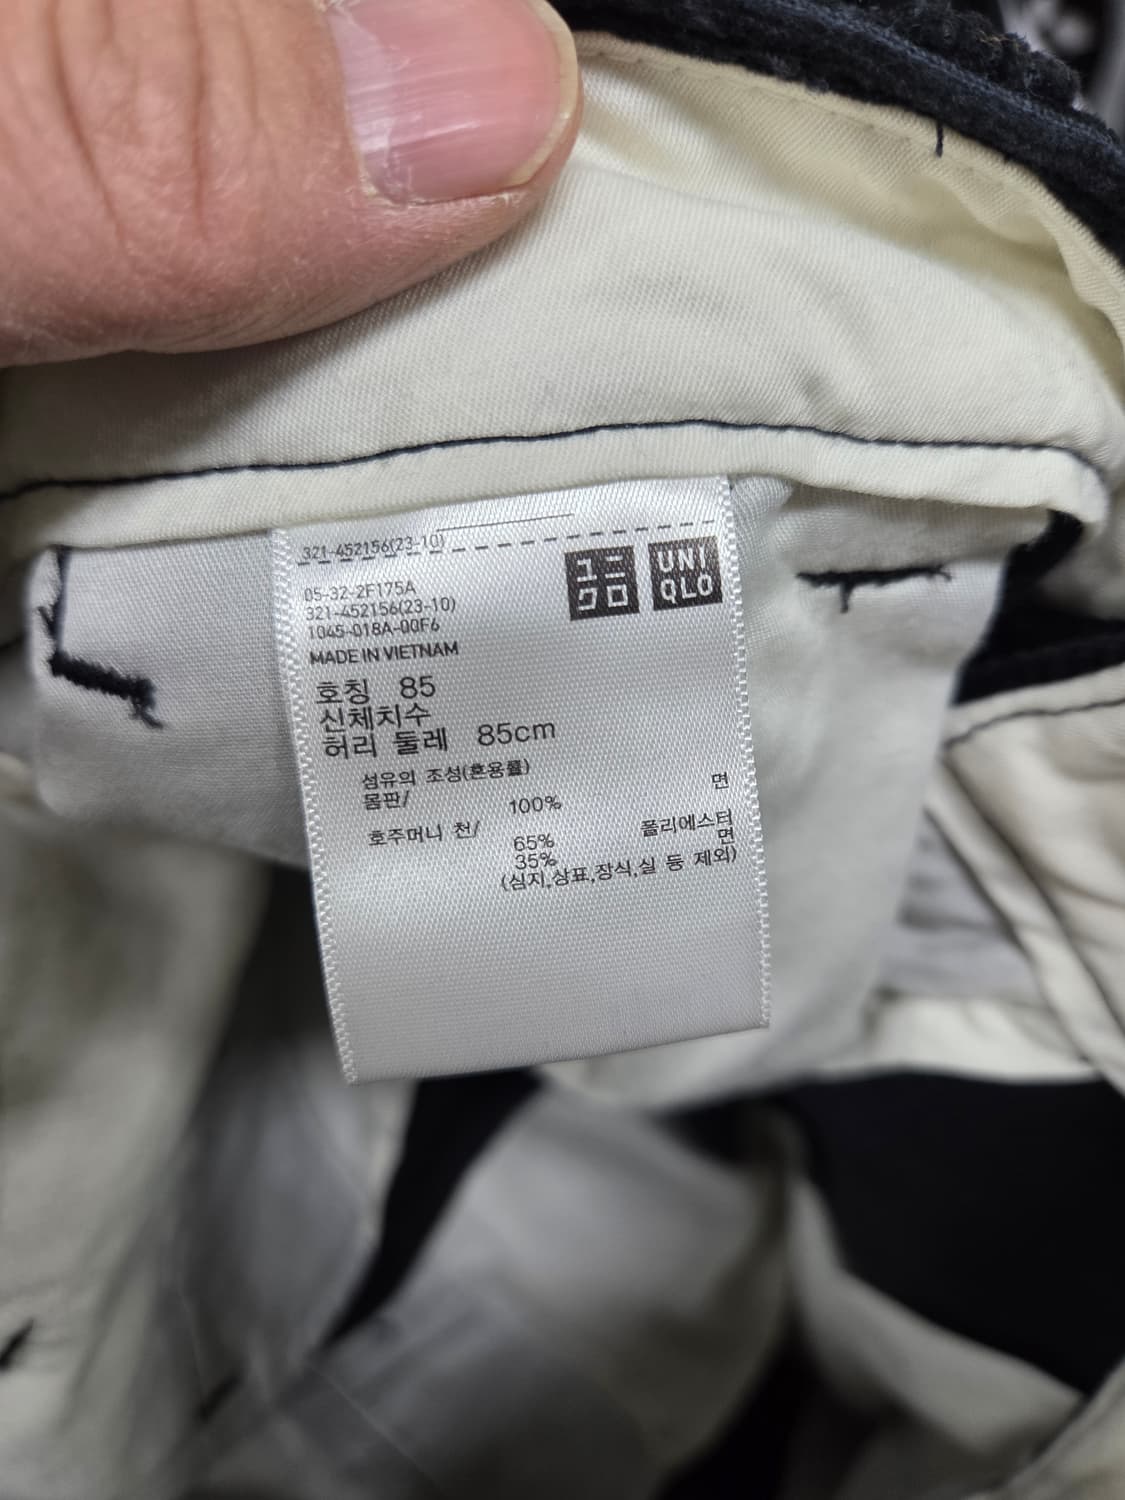 321-452156(23-10)
ユニ
クロ
UNI
QLO
05-32-2F175A
321-452156(23-10)
1045-018A-00F6
MADE IN VIETNAM
호칭 85
신체치수
허리 둘레 85cm
섬유의 조성(혼용률)
몸판/ 면
100%
호주머니 천/ 폴리에스터
65% 면
35%
(심지,상표,장식,실 등 제외)